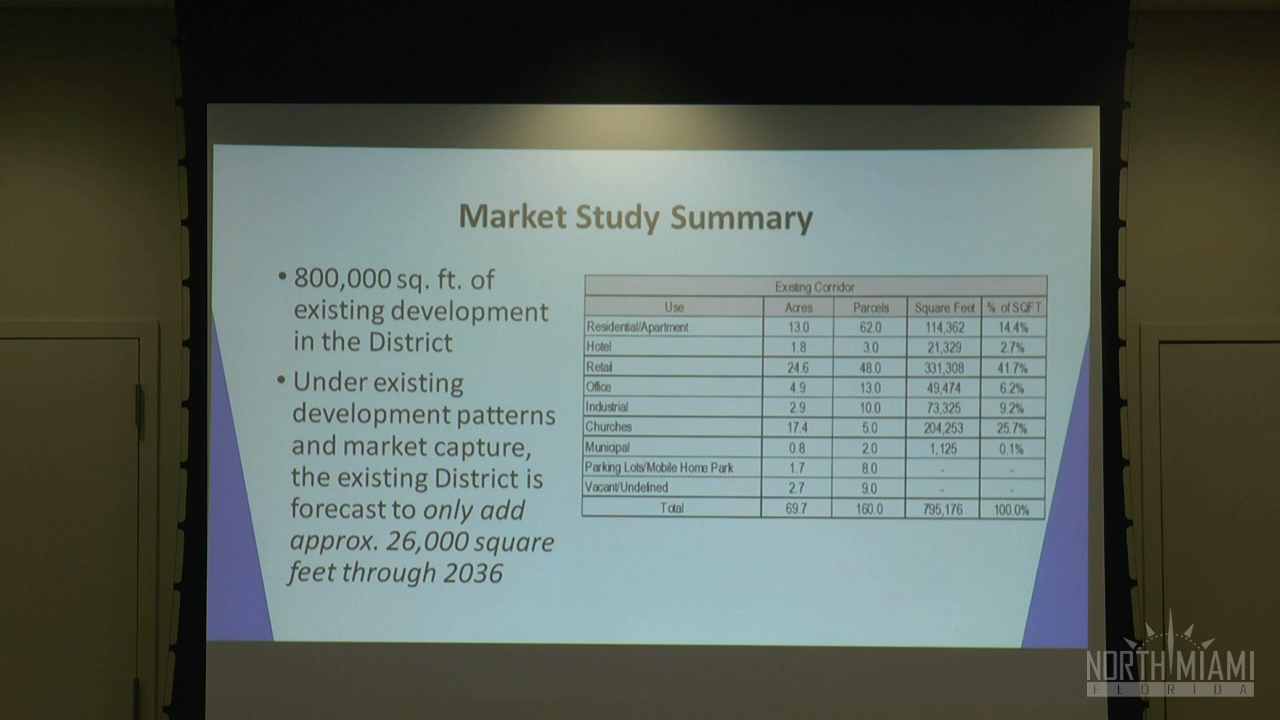 Market Study Summary
• 800,000 sq. ft. of
existing development
in the District
• Under existing
development patterns
and market capture,
the existing District is
forecast to only add
approx. 26,000 square
feet through 2036
Existing Corridor
Use Acres Parcels Square Feet % of SQFT
Residential/Apartment 13.0 62.0 114,362 14.4%
Hotel 1.8 3.0 21,329 2.7%
Retail 24.6 48.0 331,308 41.7%
Office 4.9 13.0 49,474 6.2%
Industrial 2.9 10.0 73,325 9.2%
Churches 17.4 5.0 204,253 25.7%
Municipal 0.8 2.0 1,125 0.1%
Parking Lots/Mobile Home Park 1.7 8.0 - -
Vacant/Undefined 2.7 9.0 - -
Total 69.7 160.0 795,176 100.0%
NORTH MIAMI
FLORIDA